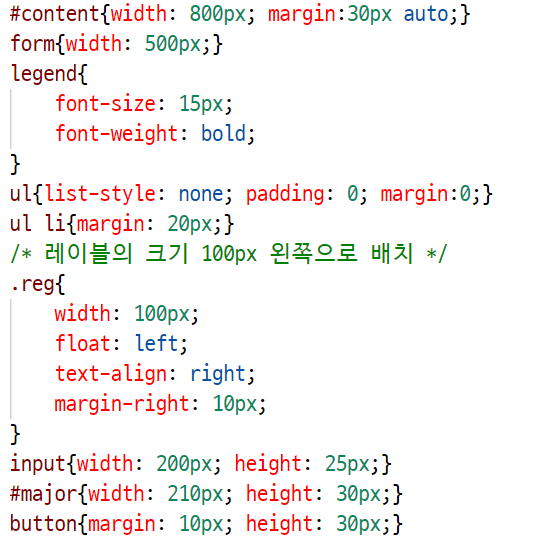 #content{width: 800px; margin:30px auto;}
form{width: 500px;}
legend{
    font-size: 15px;
    font-weight: bold;
}
ul{list-style: none; padding: 0; margin:0;}
ul li{margin: 20px;}
/* 레이블의 크기 100px 왼쪽으로 배치 */
.reg{
    width: 100px;
    float: left;
    text-align: right;
    margin-right: 10px;
}
input{width: 200px; height: 25px;}
#major{width: 210px; height: 30px;}
button{margin: 10px; height: 30px;}